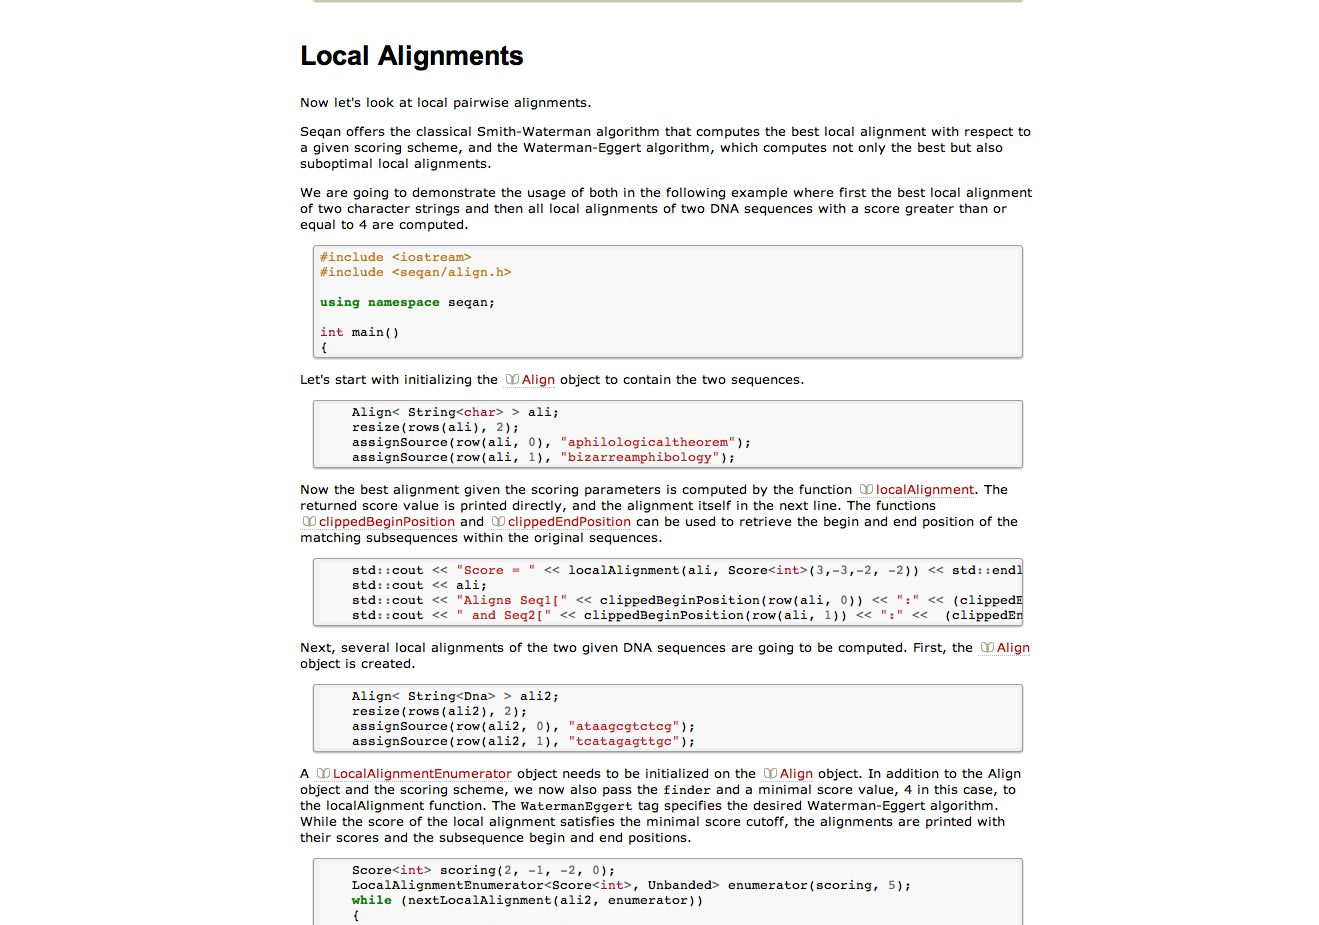 Local Alignments
Now let's look at local pairwise alignments.
Seqan offers the classical Smith-Waterman algorithm that computes the best local alignment with respect to
a given scoring scheme, and the Waterman-Eggert algorithm, which computes not only the best but also
suboptimal local alignments.
We are going to demonstrate the usage of both in the following example where first the best local alignment
of two character strings and then all local alignments of two DNA sequences with a score greater than or
equal to 4 are computed.
#include <iostream>
#include <seqan/align.h>
using namespace seqan;
int main()
{
Let's start with initializing the Align object to contain the two sequences.
Align< String<char> > ali;
resize(rows(ali), 2);
assignSource(row(ali, 0), "aphilologicaltheorem");
assignSource(row(ali, 1), "bizarreamphibology");
Now the best alignment given the scoring parameters is computed by the function localAlignment. The
returned score value is printed directly, and the alignment itself in the next line. The functions
clippedBeginPosition and clippedEndPosition can be used to retrieve the begin and end position of the
matching subsequences within the original sequences.
std::cout << "Score = " << localAlignment(ali, Score<int>(3,-3,-2, -2)) << std::endl
std::cout << ali;
std::cout << "Aligns Seq1[" << clippedBeginPosition(row(ali, 0)) << ":" << (clippedE
std::cout << " and Seq2[" << clippedBeginPosition(row(ali, 1)) << ":" <<  (clippedEn
Next, several local alignments of the two given DNA sequences are going to be computed. First, the Align
object is created.
Align< String<Dna> > ali2;
resize(rows(ali2), 2);
assignSource(row(ali2, 0), "ataagcgtctcg");
assignSource(row(ali2, 1), "tcatagagttgc");
A LocalAlignmentEnumerator object needs to be initialized on the Align object. In addition to the Align
object and the scoring scheme, we now also pass the finder and a minimal score value, 4 in this case, to
the localAlignment function. The WatermanEggert tag specifies the desired Waterman-Eggert algorithm.
While the score of the local alignment satisfies the minimal score cutoff, the alignments are printed with
their scores and the subsequence begin and end positions.
Score<int> scoring(2, -1, -2, 0);
LocalAlignmentEnumerator<Score<int>, Unbanded> enumerator(scoring, 5);
while (nextLocalAlignment(ali2, enumerator))
{